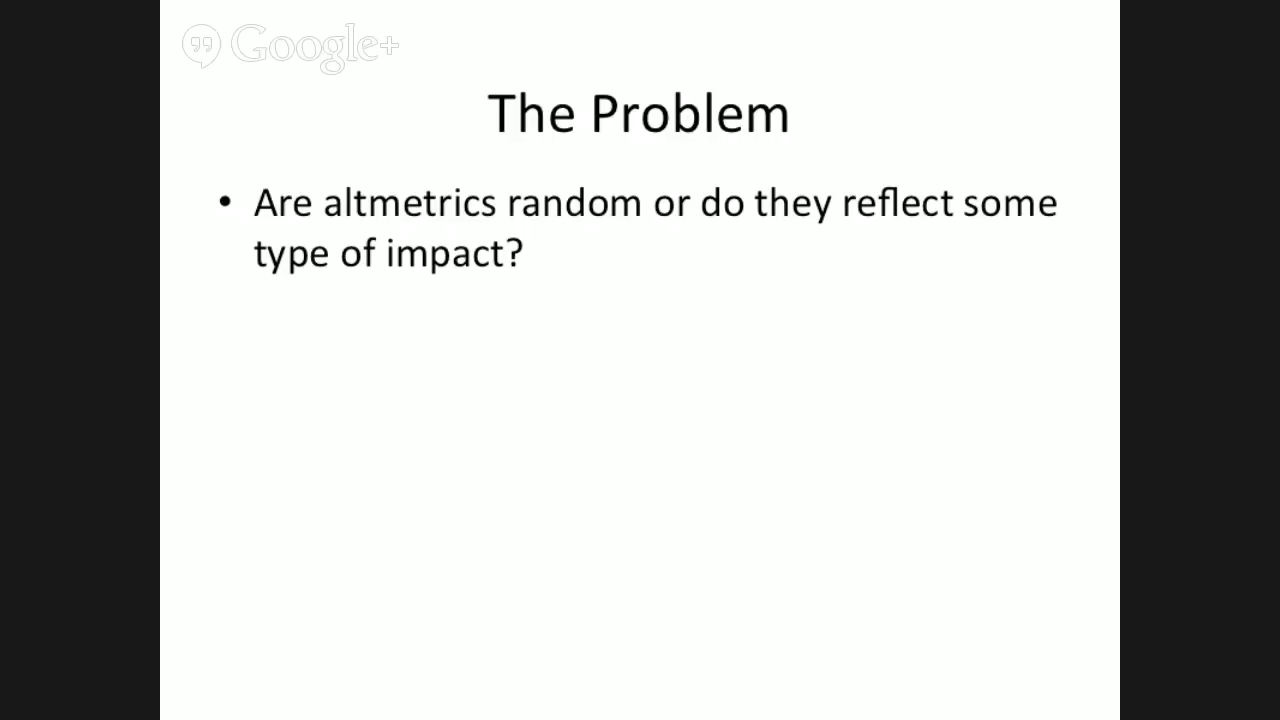 Google+
The Problem
• Are altmetrics random or do they reflect some
type of impact?